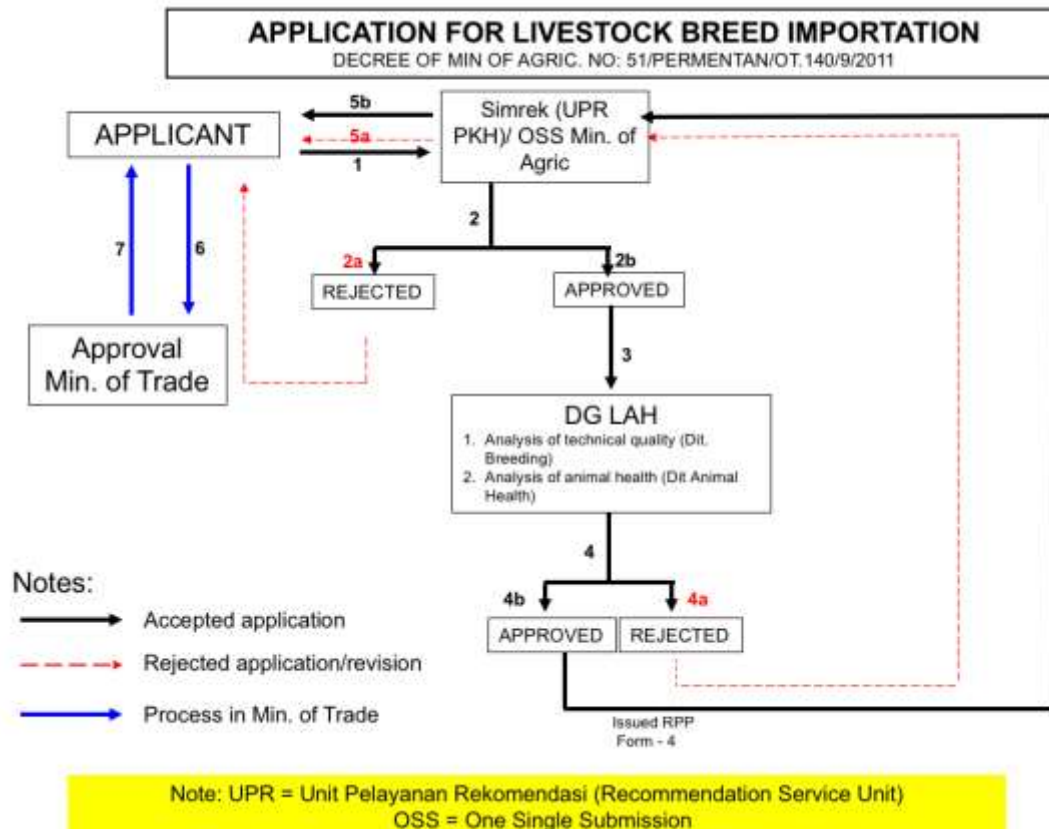 APPLICATION FOR LIVESTOCK BREED IMPORTATION
DECREE OF MIN OF AGRIC. NO: 51/PERMENTAN/OT.140/9/2011
APPLICANT
5b
5a
1
Simrek (UPR
PKH)/ OSS Min. of
Agric
2
2a
2b
REJECTED
APPROVED
7
6
Approval
Min. of Trade
3
DG LAH
1. Analysis of technical quality (Dit.
Breeding)
2. Analysis of animal health (Dit Animal
Health)
4
4b
4a
APPROVED
REJECTED
Issued RPP
Form - 4
Notes:
Accepted application
Rejected application/revision
Process in Min. of Trade
Note: UPR = Unit Pelayanan Rekomendasi (Recommendation Service Unit)
OSS = One Single Submission